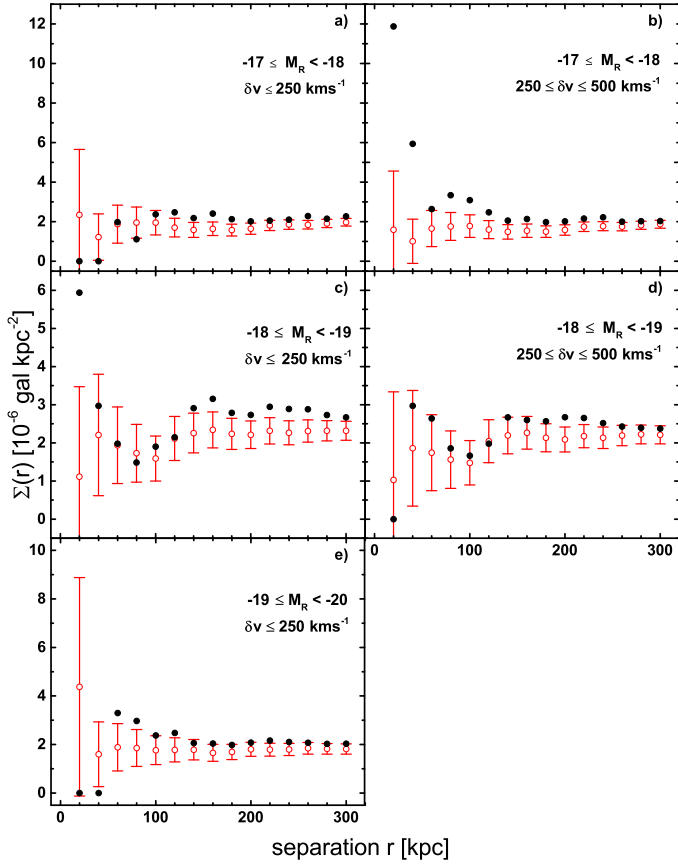 a)
-17 ≤ M_R < -18
δv ≤ 250 kms⁻¹
12
10
8
6
4
2
0
b)
-17 ≤ M_R < -18
250 ≤ δv ≤ 500 kms⁻¹
c)
-18 ≤ M_R < -19
δv ≤ 250 kms⁻¹
6
5
4
3
2
1
0
d)
-18 ≤ M_R < -19
250 ≤ δv ≤ 500 kms⁻¹
0 100 200 300
Σ(r) [10⁻⁶ gal kpc⁻²]
e)
-19 ≤ M_R < -20
δv ≤ 250 kms⁻¹
10
8
6
4
2
0
0 100 200 300
separation r [kpc]